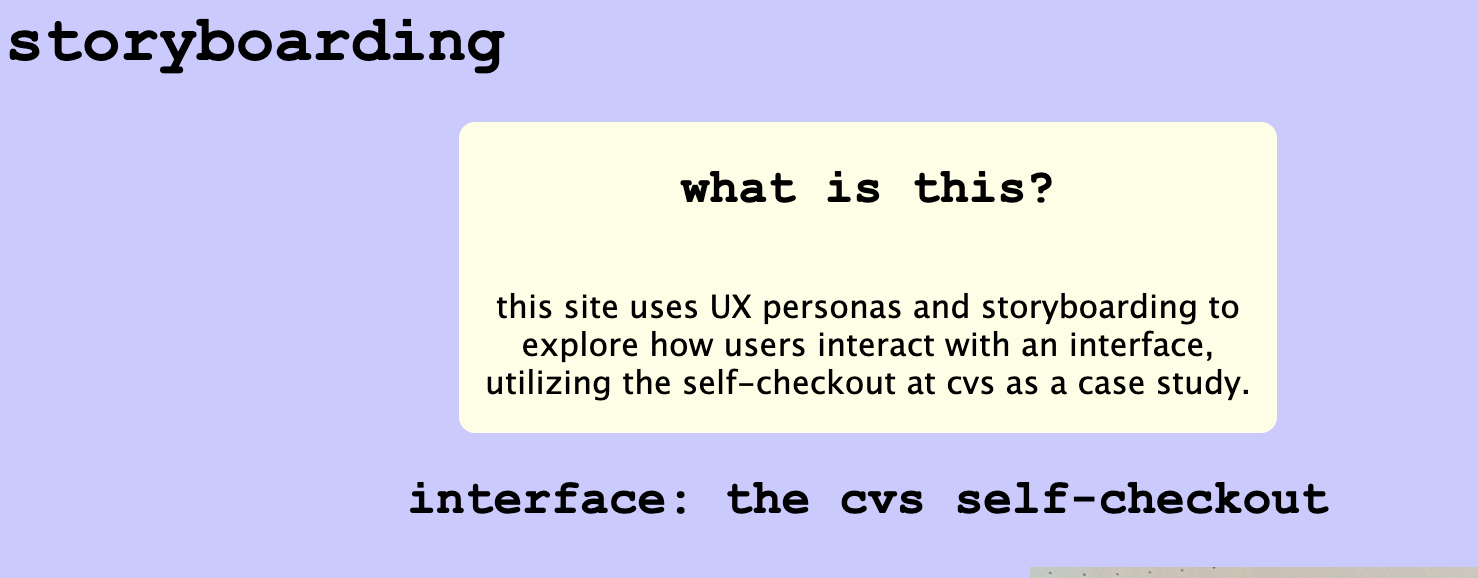 storyboarding
what is this?
this site uses UX personas and storyboarding to
explore how users interact with an interface,
utilizing the self-checkout at cvs as a case study.
interface: the cvs self-checkout